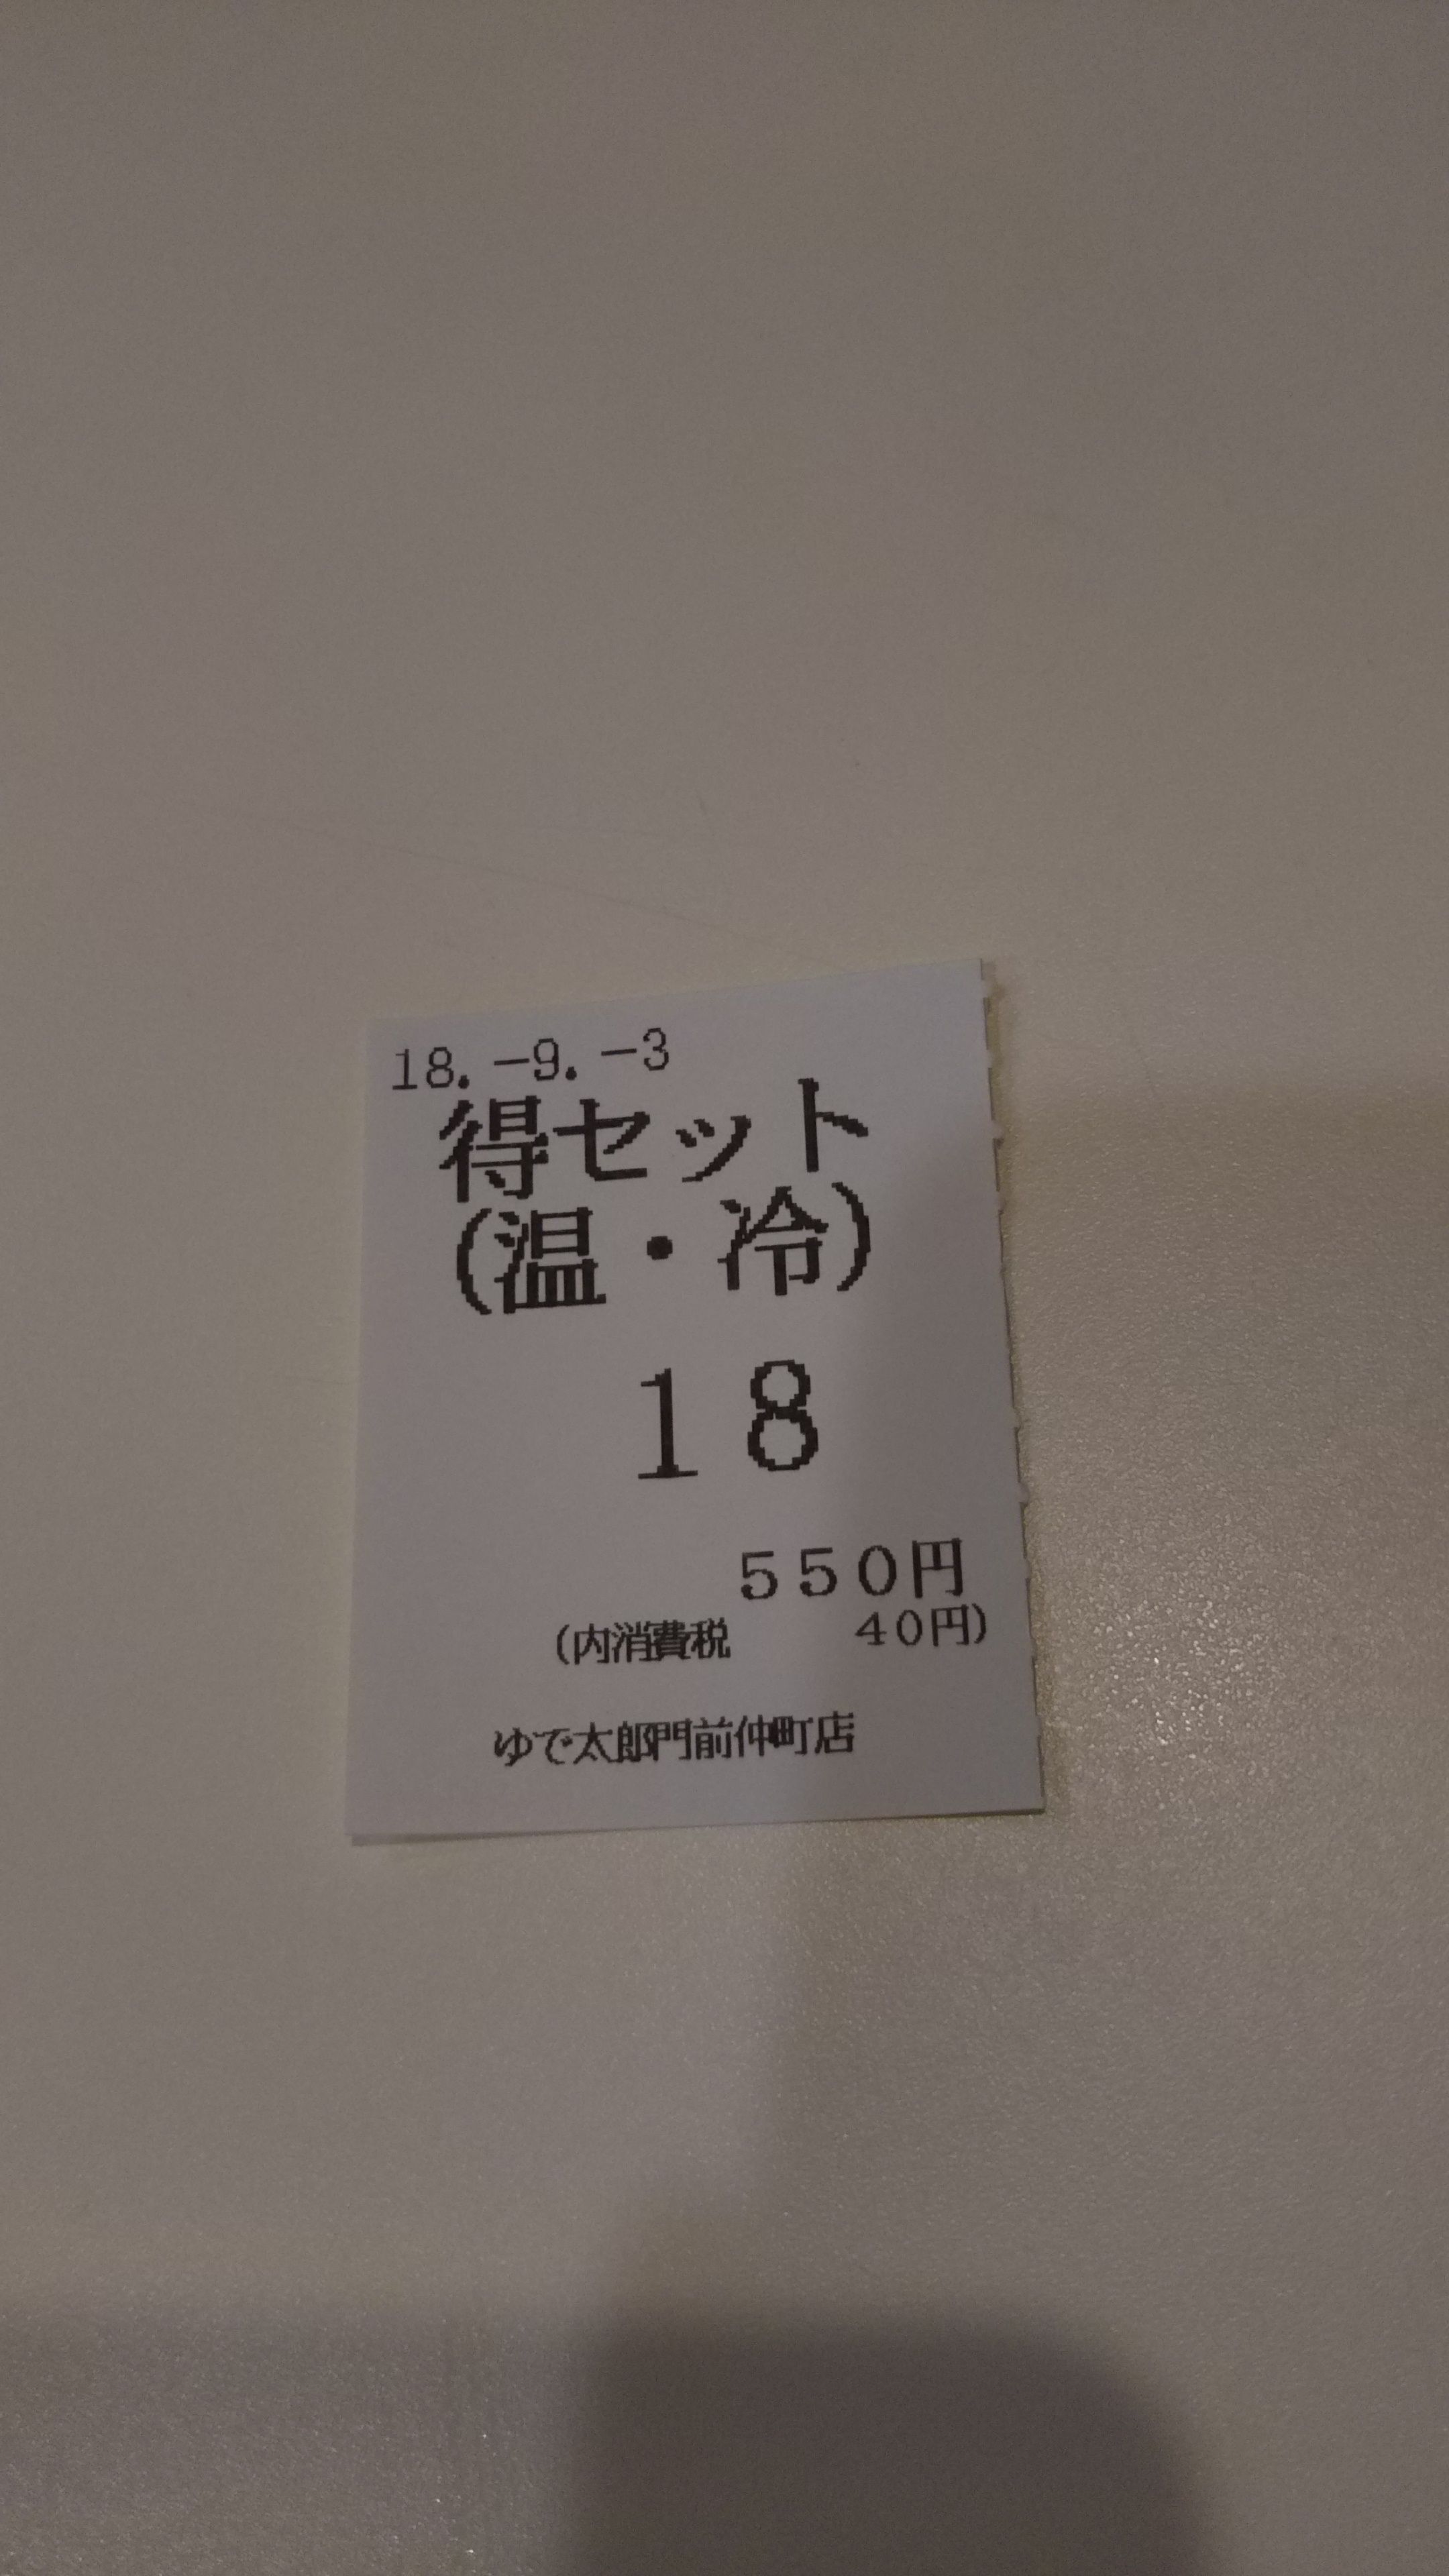 18.-9.-3
得セット
(温・冷)
18
550円
(内消費税 40円)
ゆで太郎門前仲町店